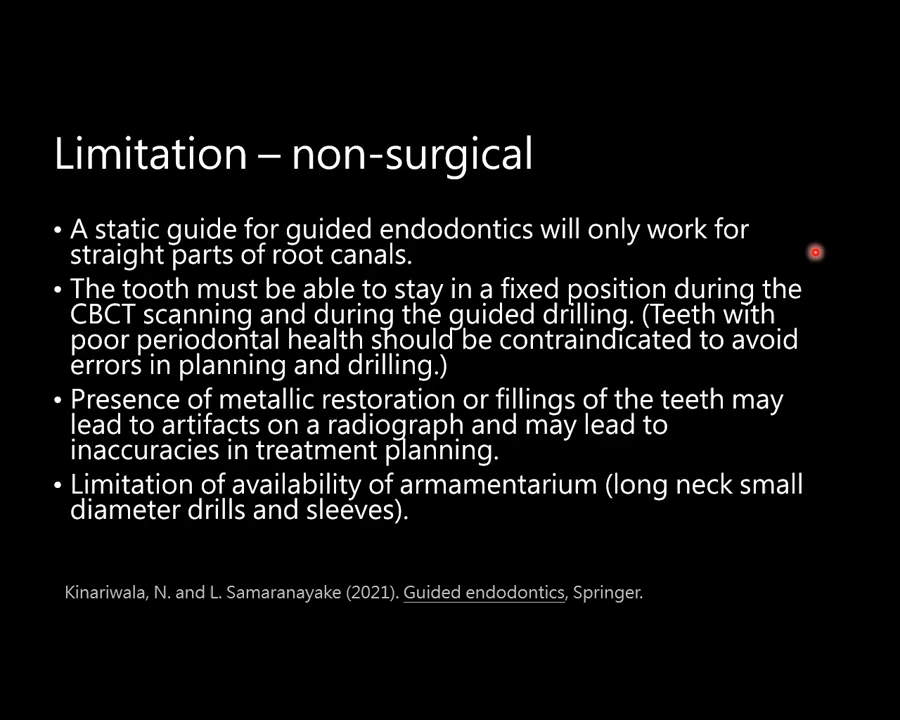 Limitation – non-surgical
• A static guide for guided endodontics will only work for
straight parts of root canals.
• The tooth must be able to stay in a fixed position during the
CBCT scanning and during the guided drilling. (Teeth with
poor periodontal health should be contraindicated to avoid
errors in planning and drilling.)
• Presence of metallic restoration or fillings of the teeth may
lead to artifacts on a radiograph and may lead to
inaccuracies in treatment planning.
• Limitation of availability of armamentarium (long neck small
diameter drills and sleeves).
Kinariwala, N. and L. Samaranayake (2021). Guided endodontics, Springer.